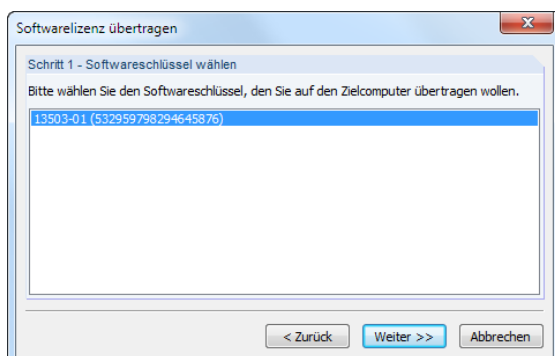 Softwarelizenz übertragen
Schritt 1 - Softwareschlüssel wählen
Bitte wählen Sie den Softwareschlüssel, den Sie auf den Zielcomputer übertragen wollen.
13503-01 (532959798294645876)
< Zurück Weiter >> Abbrechen